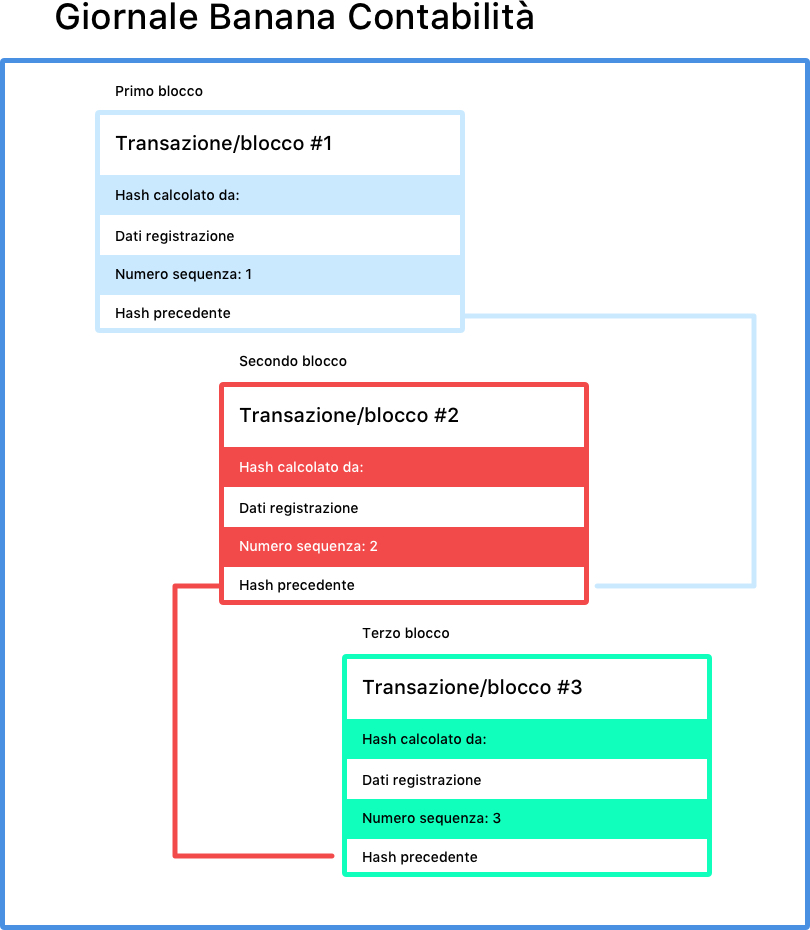 Giornale Banana Contabilità
Primo blocco
Transazione/blocco #1
Hash calcolato da:
Dati registrazione
Numero sequenza: 1
Hash precedente
Secondo blocco
Transazione/blocco #2
Hash calcolato da:
Dati registrazione
Numero sequenza: 2
Hash precedente
Terzo blocco
Transazione/blocco #3
Hash calcolato da:
Dati registrazione
Numero sequenza: 3
Hash precedente